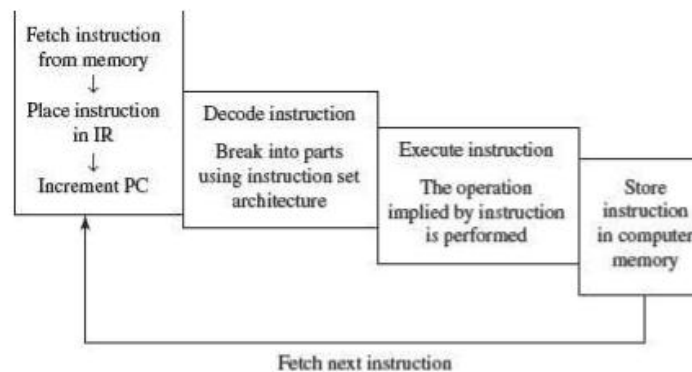 Fetch instruction
from memory
↓
Place instruction
in IR
↓
Increment PC
Decode instruction
Break into parts
using instruction set
architecture
Execute instruction
The operation
implied by instruction
is performed
Store
instruction
in computer
memory
Fetch next instruction